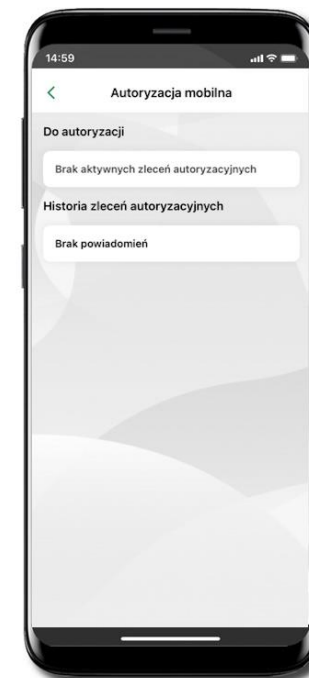 14:59
Autoryzacja mobilna
Do autoryzacji
Brak aktywnych zleceń autoryzacyjnych
Historia zleceń autoryzacyjnych
Brak powiadomień